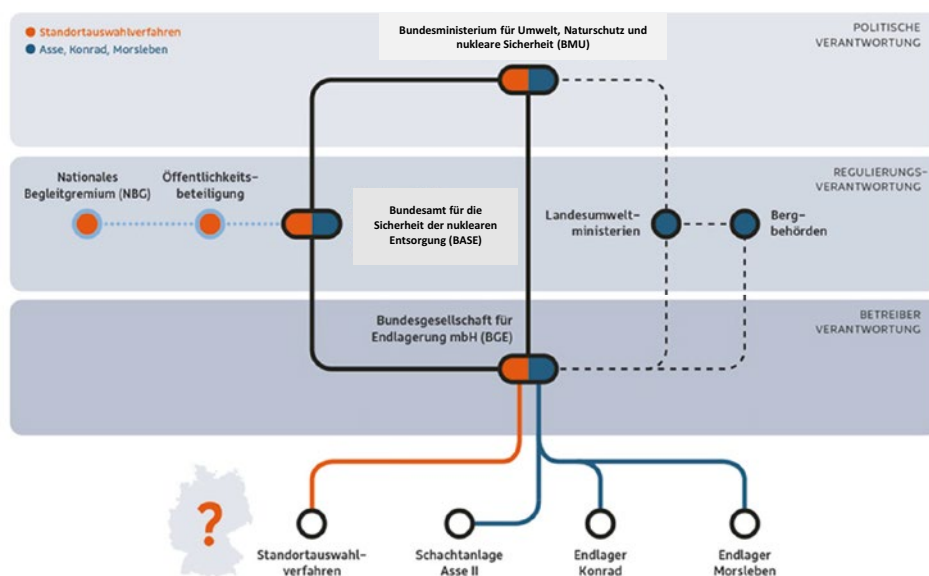 Standortauswahlverfahren
Asse, Konrad, Morsleben
Bundesministerium für Umwelt, Naturschutz und
nukleare Sicherheit (BMU)
POLITISCHE
VERANTWORTUNG
Nationales
Begleitgremium (NBG)
Öffentlichkeits-
beteiligung
Bundesamt für die
Sicherheit der nuklearen
Entsorgung (BASE)
Landesumwelt-
ministerien
Berg-
behörden
REGULIERUNGS-
VERANTWORTUNG
Bundesgesellschaft für
Endlagerung mbH (BGE)
BETREIBER
VERANTWORTUNG
?
Standortauswahl-
verfahren
Schachtanlage
Asse II
Endlager
Konrad
Endlager
Morsleben